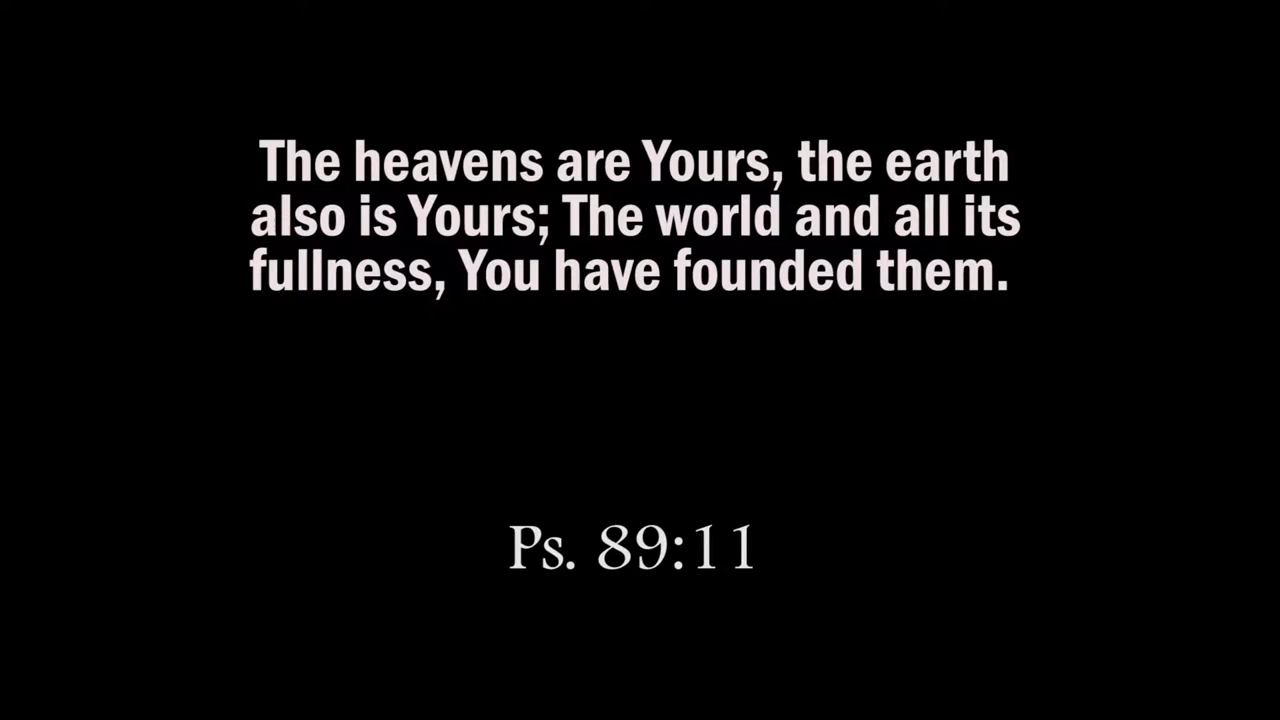 The heavens are Yours, the earth
also is Yours; The world and all its
fullness, You have founded them.
Ps. 89:11